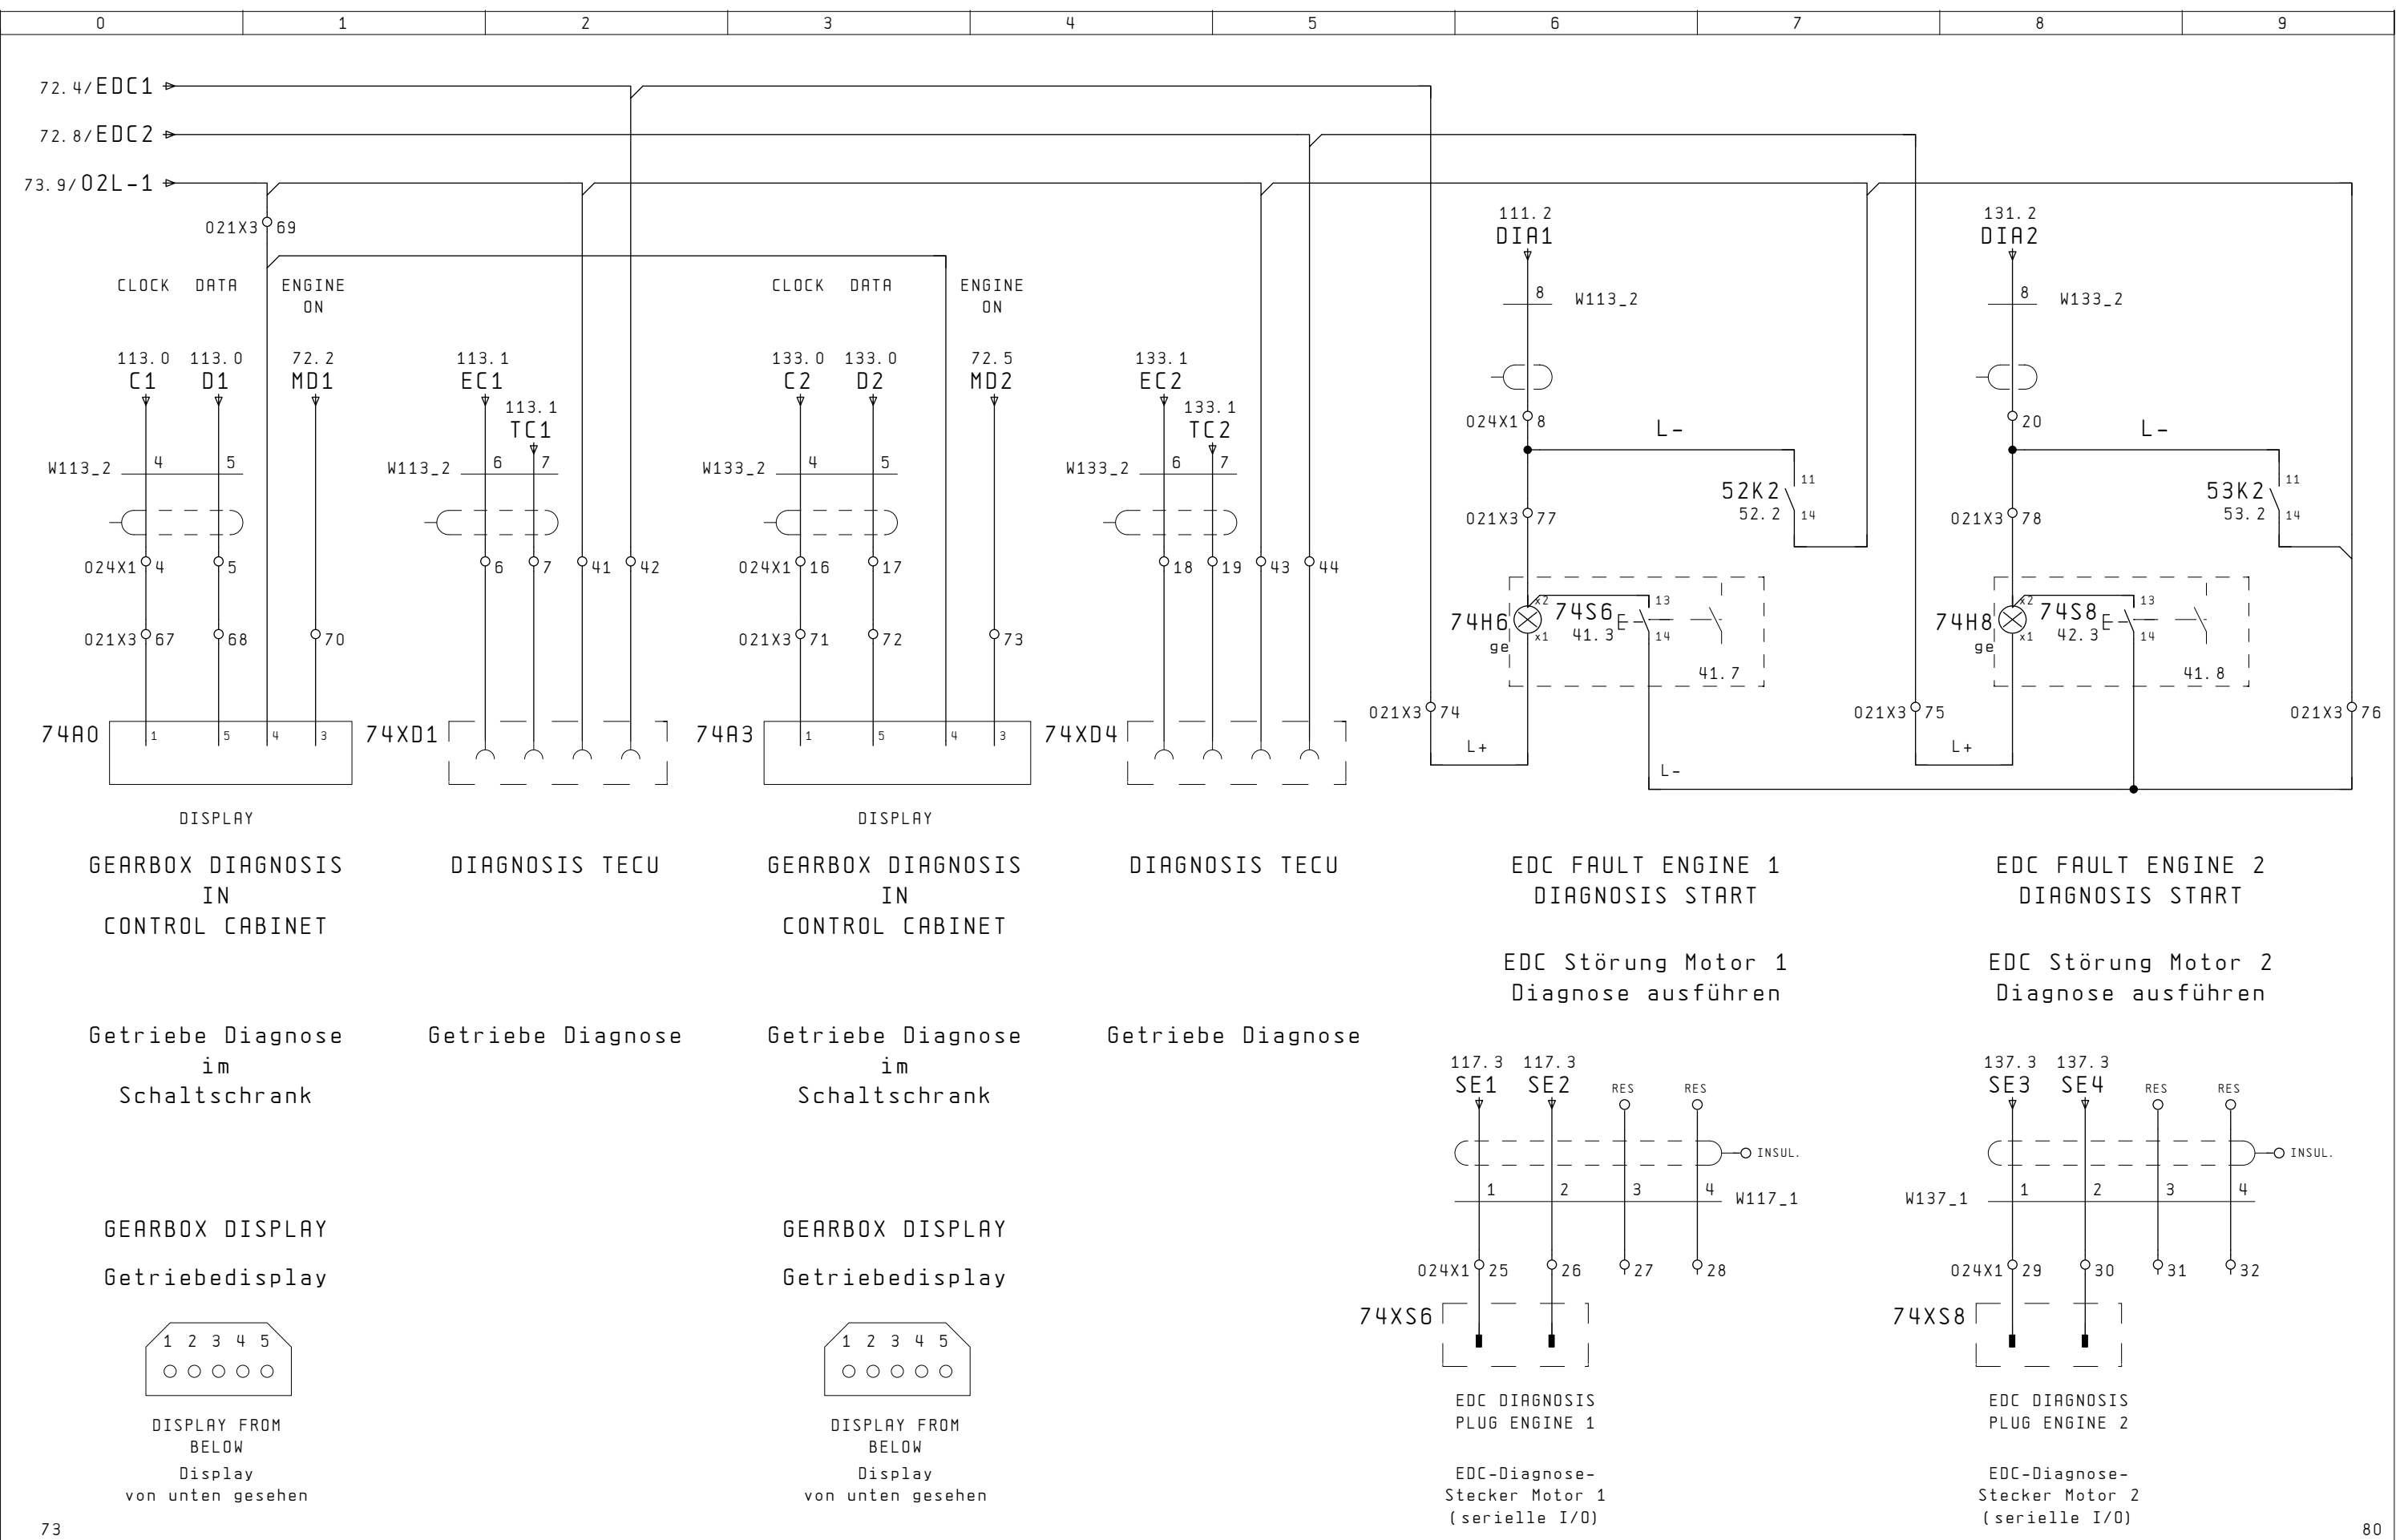 0 1 2 3 4 5 6 7 8 9
72.4/EDC1
72.8/EDC2
73.9/02L-1
021X3 69
111.2
DIA1
131.2
DIA2
CLOCK DATA ENGINE
ON
CLOCK DATA ENGINE
ON
8 W113_2
8 W133_2
113.0 113.0 72.2
C1 D1 MD1
113.1
EC1
113.1
TC1
133.0 133.0 72.5
C2 D2 MD2
133.1
EC2
133.1
TC2
024X1 8
L-
20
L-
W113_2 4 5
W113_2 6 7
W133_2 4 5
W133_2 6 7
52K2 11
52.2 14
53K2 11
53.2 14
021X3 77
021X3 78
024X1 4 5
6 7 41 42
024X1 16 17
18 19 43 44
021X3 67 68 70
021X3 71 72 73
74H6 x2 74S6 13
x1 41.3 14
ge
41.7
74H8 x2 74S8 13
x1 42.3 14
ge
41.8
021X3 74
021X3 75
021X3 76
74A0 1 5 4 3
74XD1
74A3 1 5 4 3
74XD4
L+
L-
L+
DISPLAY
DISPLAY
GEARBOX DIAGNOSIS
IN
CONTROL CABINET
DIAGNOSIS TECU
GEARBOX DIAGNOSIS
IN
CONTROL CABINET
DIAGNOSIS TECU
EDC FAULT ENGINE 1
DIAGNOSIS START
EDC FAULT ENGINE 2
DIAGNOSIS START
EDC Störung Motor 1
Diagnose ausführen
EDC Störung Motor 2
Diagnose ausführen
Getriebe Diagnose
im
Schaltschrank
Getriebe Diagnose
Getriebe Diagnose
im
Schaltschrank
Getriebe Diagnose
117.3 117.3
SE1 SE2 RES RES
137.3 137.3
SE3 SE4 RES RES
INSUL.
INSUL.
1 2 3 4 W117_1
W137_1 1 2 3 4
GEARBOX DISPLAY
Getriebedisplay
GEARBOX DISPLAY
Getriebedisplay
024X1 25 26 27 28
024X1 29 30 31 32
74XS6
74XS8
1 2 3 4 5
1 2 3 4 5
DISPLAY FROM
BELOW
Display
von unten gesehen
DISPLAY FROM
BELOW
Display
von unten gesehen
EDC DIAGNOSIS
PLUG ENGINE 1
EDC DIAGNOSIS
PLUG ENGINE 2
EDC-Diagnose-
Stecker Motor 1
(serielle I/O)
EDC-Diagnose-
Stecker Motor 2
(serielle I/O)
73
80